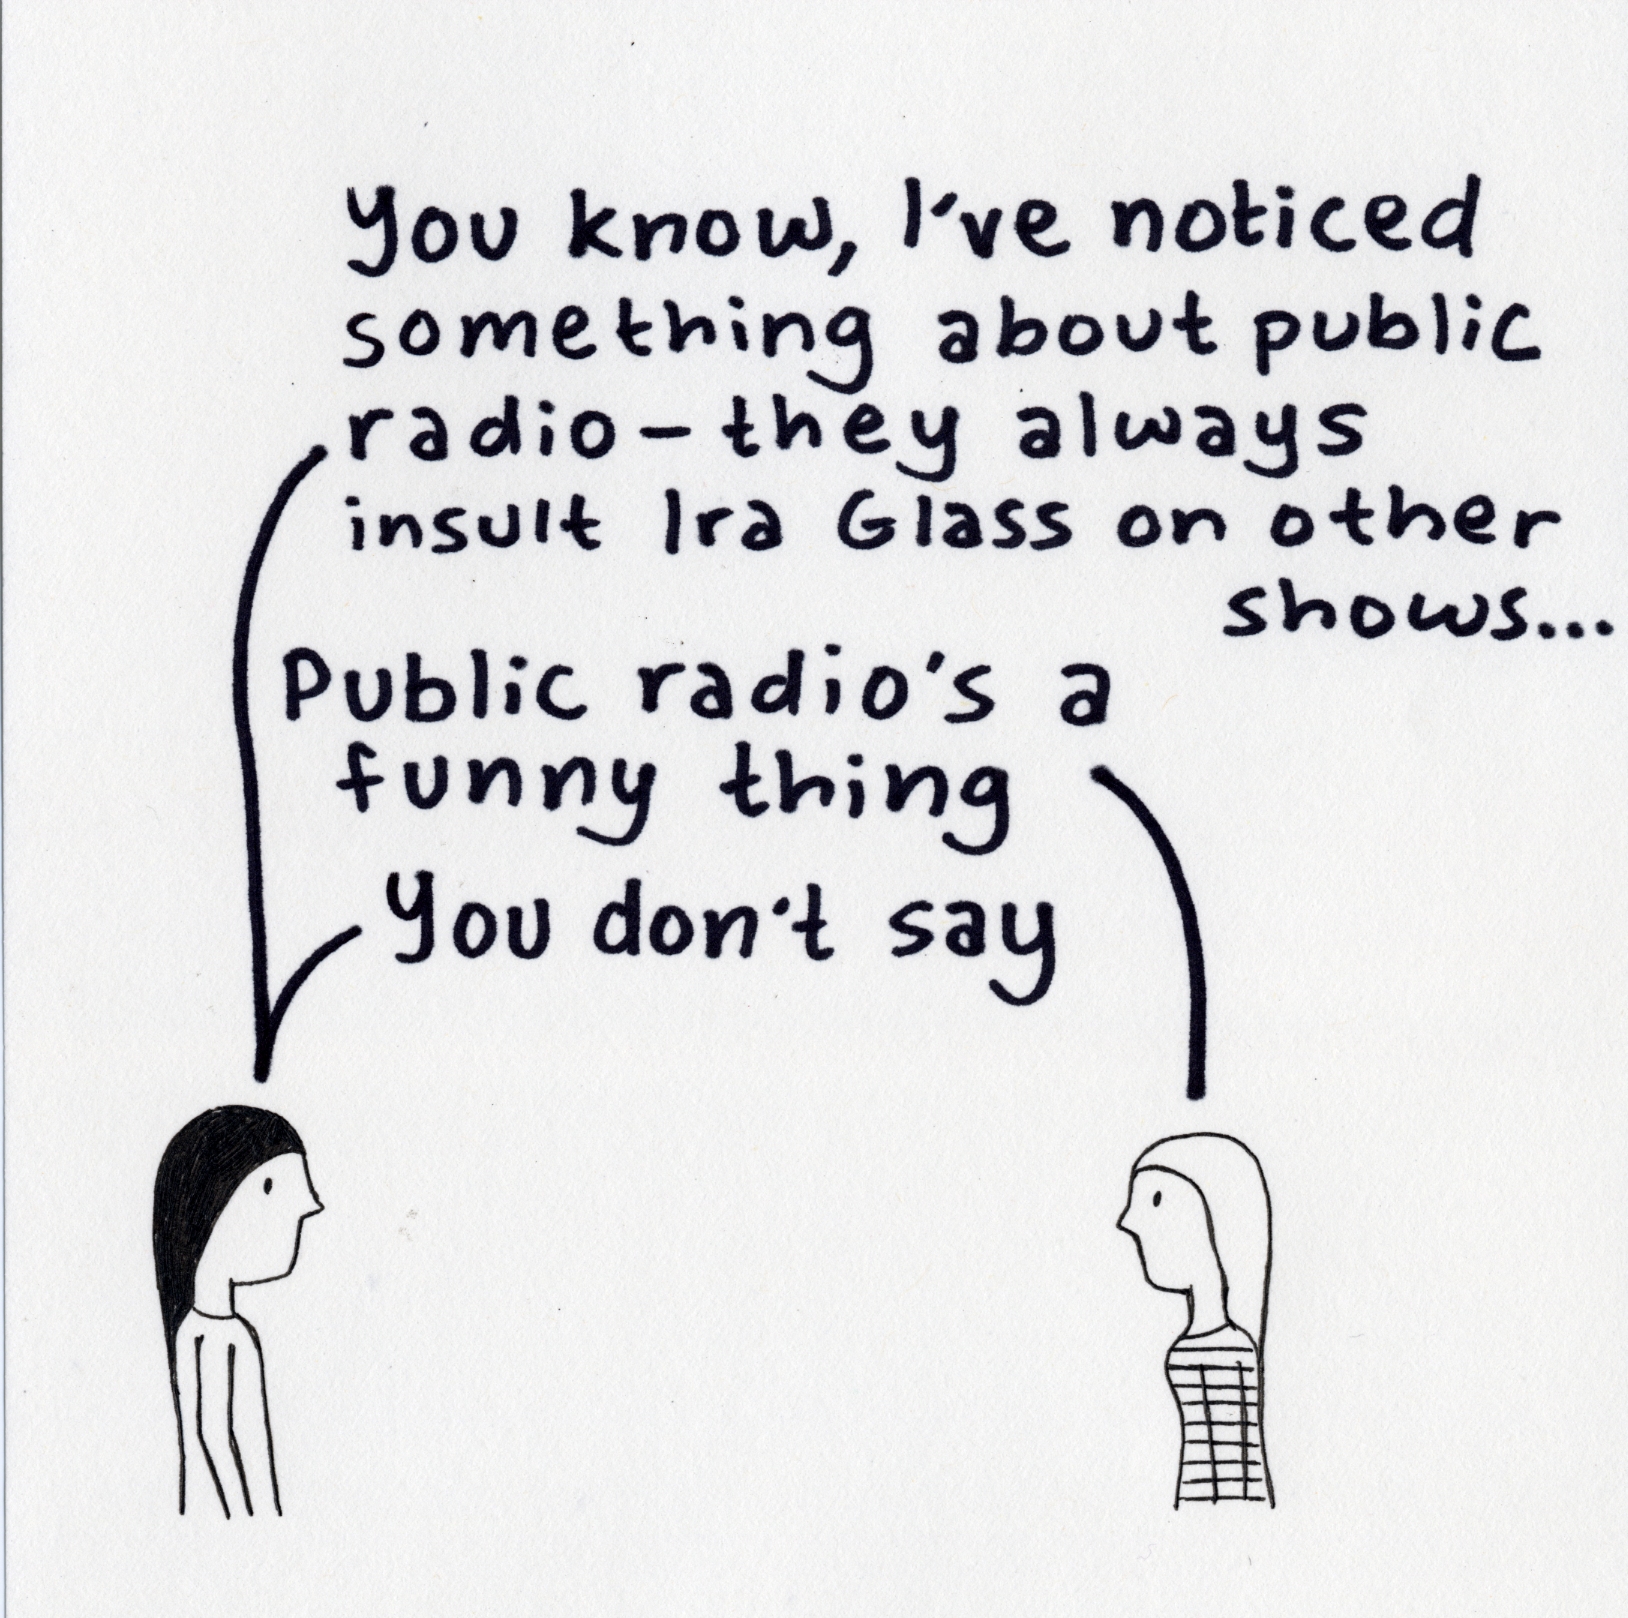 You know, I've noticed
something about public
radio – they always
insult Ira Glass on other
shows...
Public radio's a
funny thing
You don't say